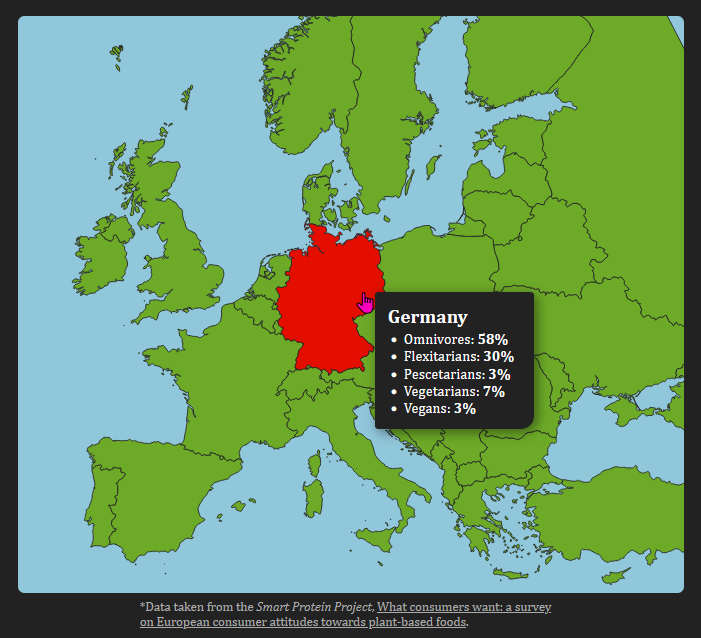 Germany
• Omnivores: 58%
• Flexitarians: 30%
• Pescetarians: 3%
• Vegetarians: 7%
• Vegans: 3%
*Data taken from the Smart Protein Project, What consumers want: a survey
on European consumer attitudes towards plant-based foods.